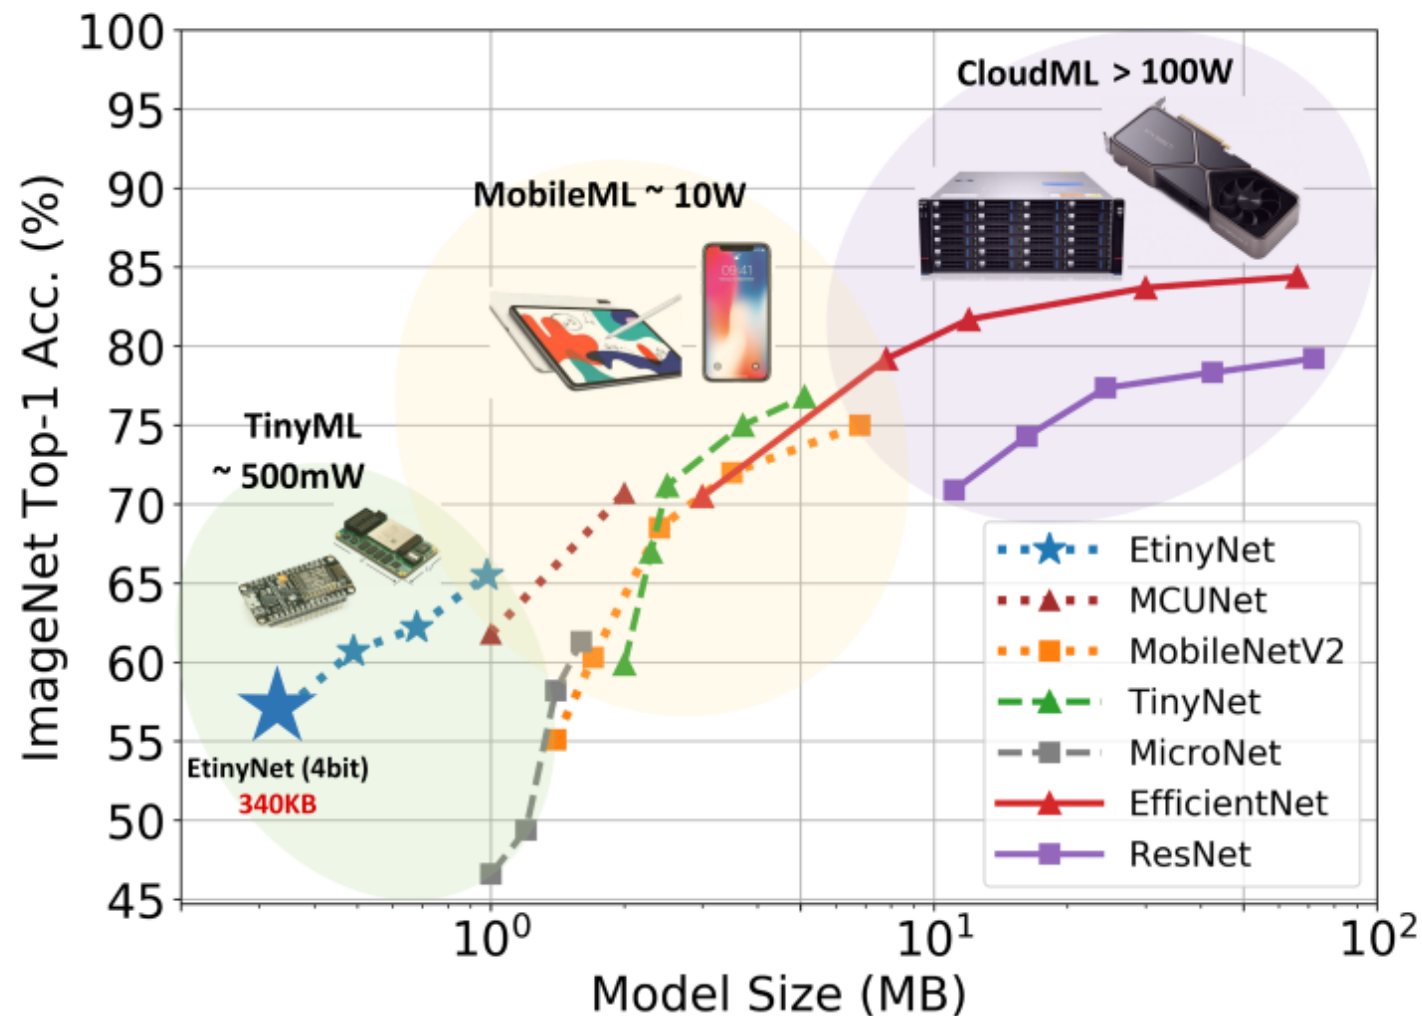 100
95
90
85
80
75
70
65
60
55
50
45
ImageNet Top-1 Acc. (%)
CloudML > 100W
MobileML ~ 10W
09:41
TinyML
~ 500mW
EtinyNet (4bit)
340KB
EtinyNet
MCUNet
MobileNetV2
TinyNet
MicroNet
EfficientNet
ResNet
10⁰
10¹
10²
Model Size (MB)